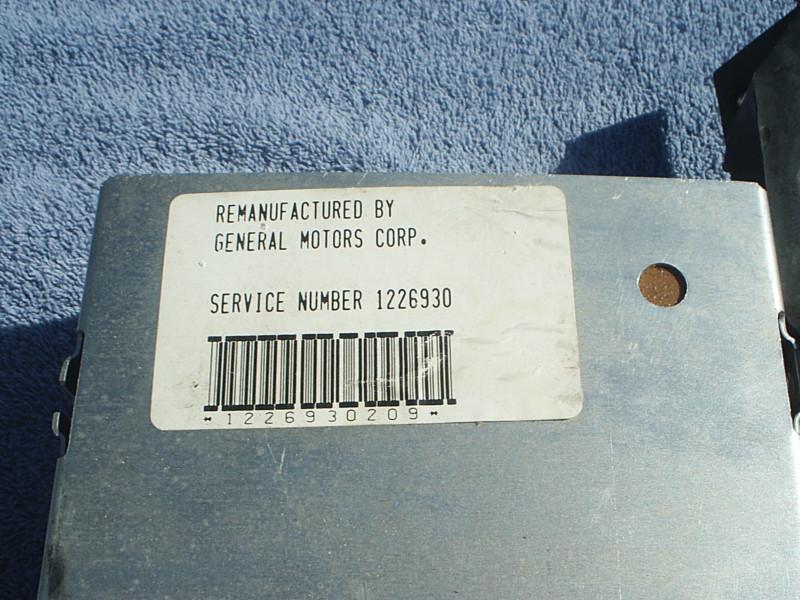 REMANUFACTURED BY
GENERAL MOTORS CORP.
SERVICE NUMBER 1226930
*1226930209*